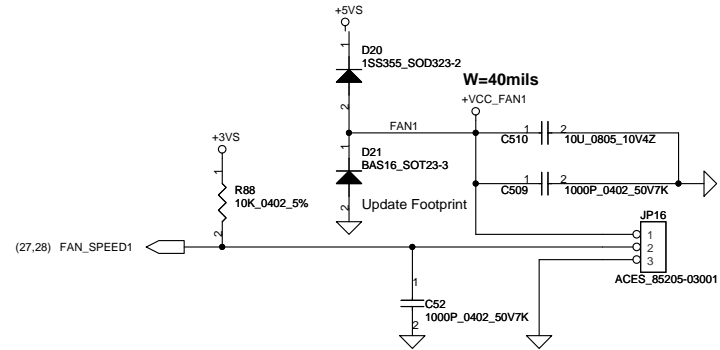 +5VS
1
D20
1SS355_SOD323-2
2
W=40mils
+VCC_FAN1
FAN1
1
2
C510
10U_0805_10V4Z
1
D21
BAS16_SOT23-3
2
Update Footprint
1
2
C509
1000P_0402_50V7K
+3VS
1
R88
10K_0402_5%
2
JP16
1
2
3
ACES_85205-03001
(27,28) FAN_SPEED1
1
C52
1000P_0402_50V7K
2